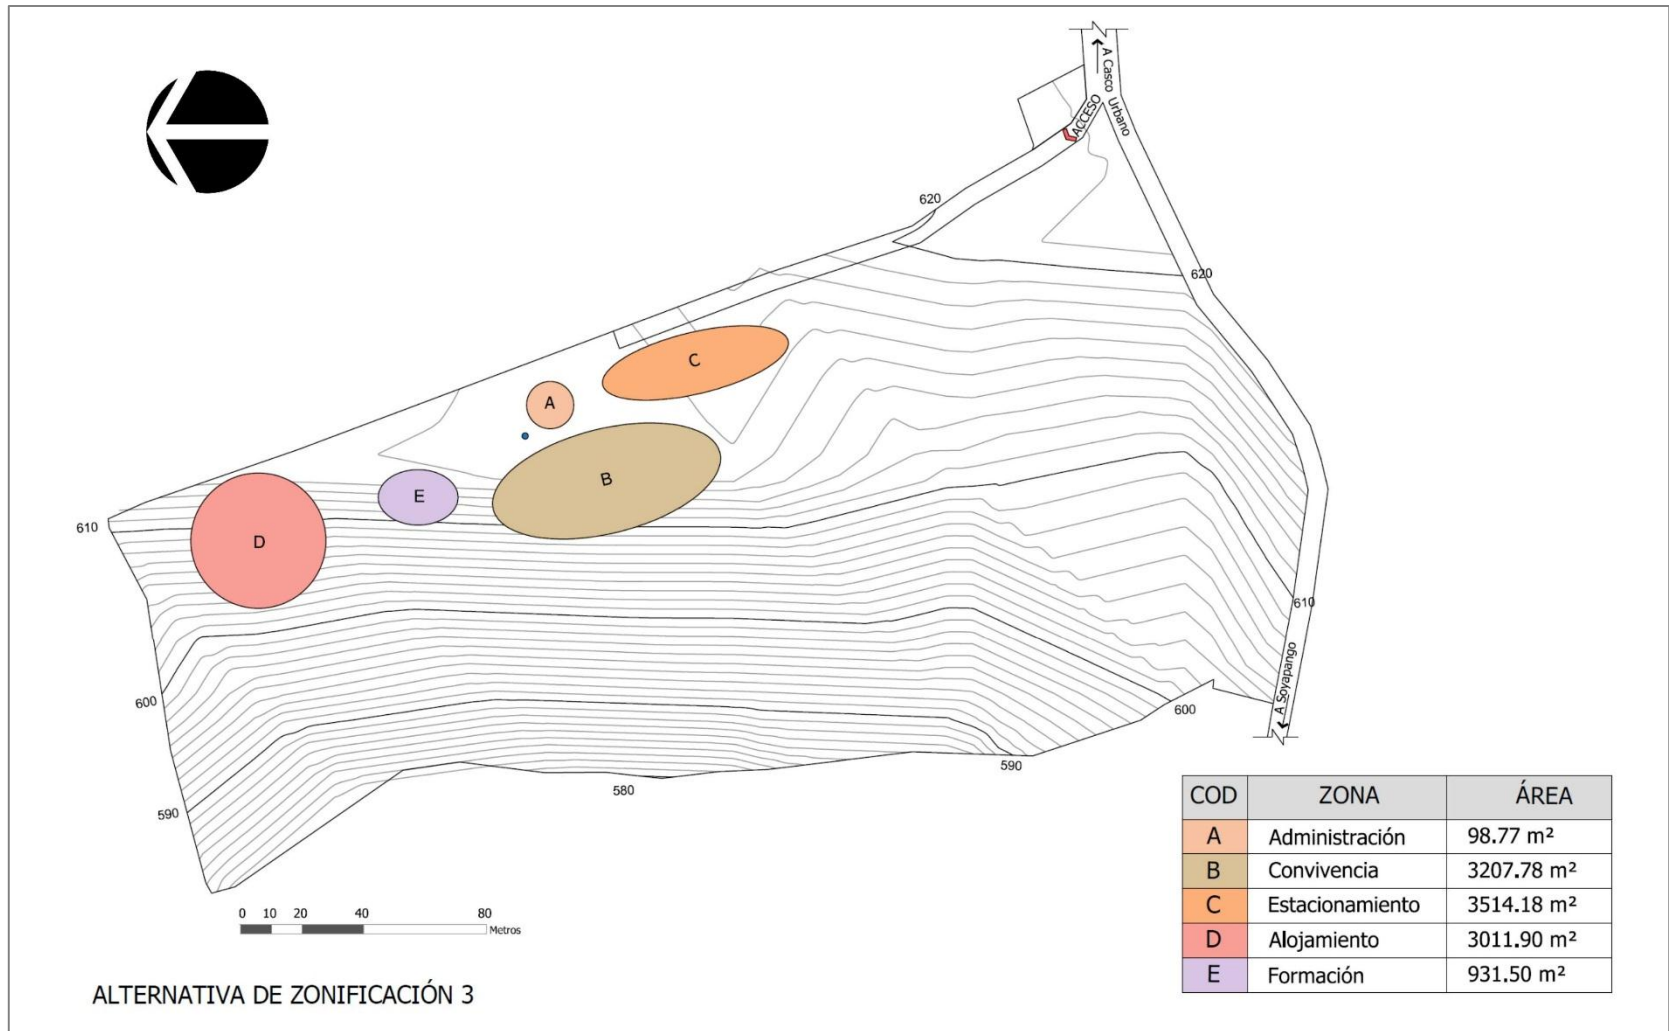 A Casco Urbano
ACCESO
620
620
C
A
B
E
610
D
610
A Soyapango
600
600
590
580
590
COD ZONA ÁREA
A Administración 98.77 m²
B Convivencia 3207.78 m²
C Estacionamiento 3514.18 m²
D Alojamiento 3011.90 m²
E Formación 931.50 m²
0 10 20 40 80
Metros
ALTERNATIVA DE ZONIFICACIÓN 3